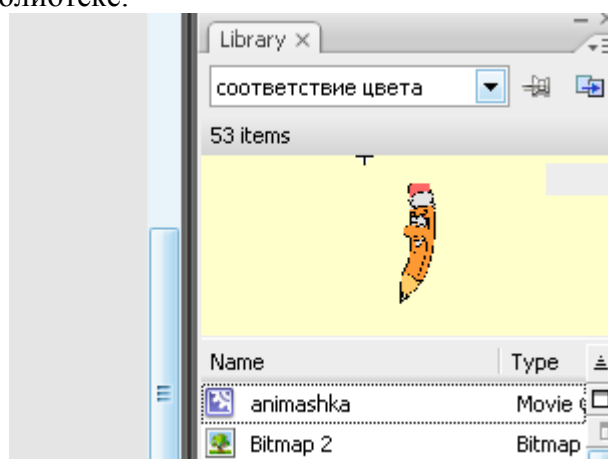 Library
соответствие цвета
53 items
Name Type
animashka Movie
Bitmap 2 Bitmap